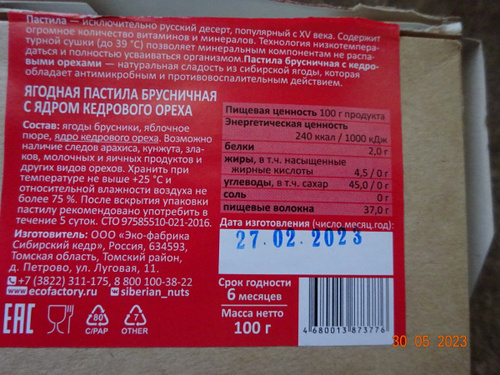 Пастила – исключительно русский десерт, популярный с XV века. Содержит
огромное количество витаминов и минералов. Технология низкотемпера-
турной сушки (до 39 °С) позволяет минеральным компонентам не распа-
даться и полностью усваиваться организмом.Пастила брусничная с кедро-
выми орехами – натуральная сладость из сибирской ягоды, которая
обладает антимикробным и противовоспалительным действием.
ЯГОДНАЯ ПАСТИЛА БРУСНИЧНАЯ
С ЯДРОМ КЕДРОВОГО ОРЕХА
Состав: ягоды брусники, яблочное
пюре, ядро кедрового ореха. Возможно
наличие следов арахиса, кунжута, зла-
ков, молочных и яичных продуктов и
других видов орехов. Хранить при
температуре не выше +25 °С и
относительной влажности воздуха не
более 75 %. После вскрытия упаковки
пастилу рекомендовано употребить в
течение 5 суток. СТО 97585510-021-2016.
Изготовитель: ООО «Эко-фабрика
Сибирский кедр», Россия, 634593,
Томская область, Томский район,
д. Петрово, ул. Луговая, 11.
+7 (3822) 311-175, 8 800 100-38-22
www.ecofactory.ru siberian_nuts
EAC
80
C/PAP
7
OTHER
Пищевая ценность 100 г продукта
Энергетическая ценность
240 ккал / 1000 кДж
белки 2,0 г
жиры, в т.ч. насыщенные
жирные кислоты 4,5 / 0 г
углеводы, в т.ч. сахар 45,0 / 0 г
соль 0 г
пищевые волокна 37,0 г
Дата изготовления (число,месяц,год):
27.02.2023
Срок годности
6 месяцев
Масса нетто
100 г
4680013873776
30 05 2023